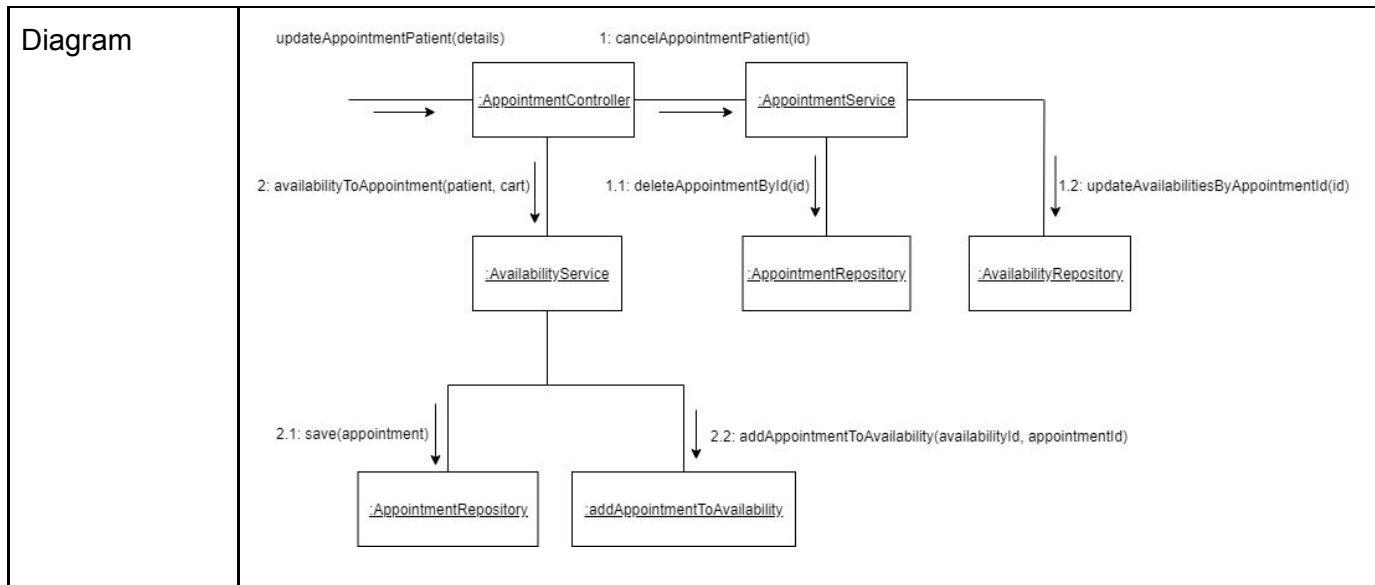 Diagram
updateAppointmentPatient(details)
1: cancelAppointmentPatient(id)
:AppointmentController
:AppointmentService
2: availabilityToAppointment(patient, cart)
1.1: deleteAppointmentById(id)
1.2: updateAvailabilitiesByAppointmentId(id)
:AvailabilityService
:AppointmentRepository
:AvailabilityRepository
2.1: save(appointment)
2.2: addAppointmentToAvailability(availabilityId, appointmentId)
:AppointmentRepository
:addAppointmentToAvailability